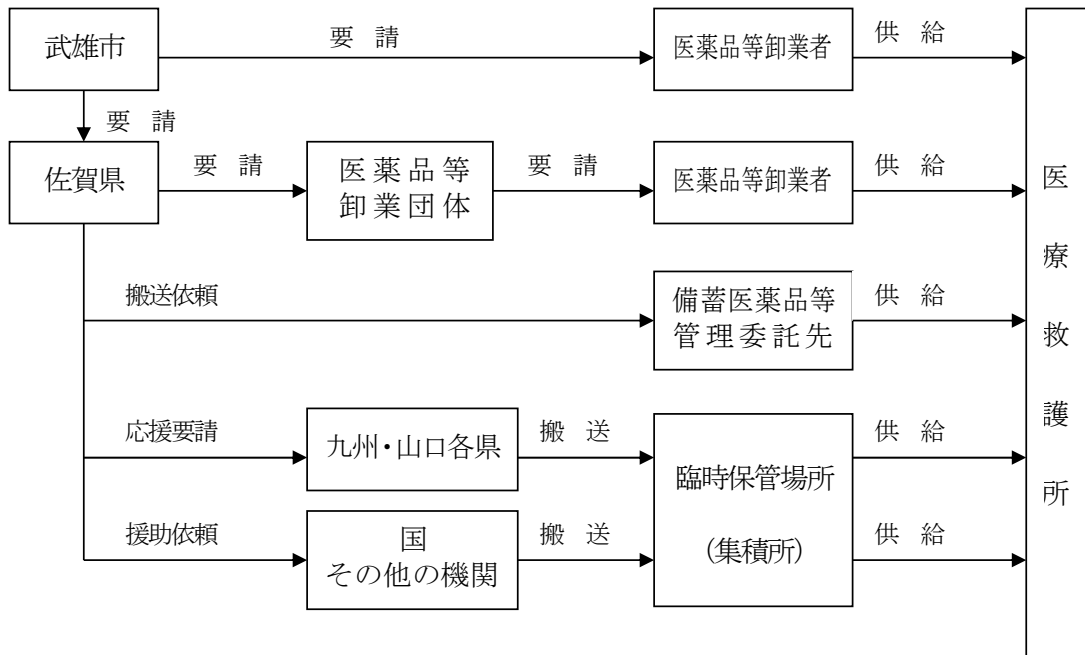 武雄市
要 請
医薬品等卸業者
供 給
要 請
佐賀県
要 請
医 薬 品 等
卸 業 団 体
要 請
医薬品等卸業者
供 給
搬送依頼
備蓄医薬品等
管理委託先
供 給
応援要請
九州・山口各県
搬 送
臨時保管場所
(集積所)
供 給
援助依頼
国
その他の機関
搬 送
供 給
医
療
救
護
所